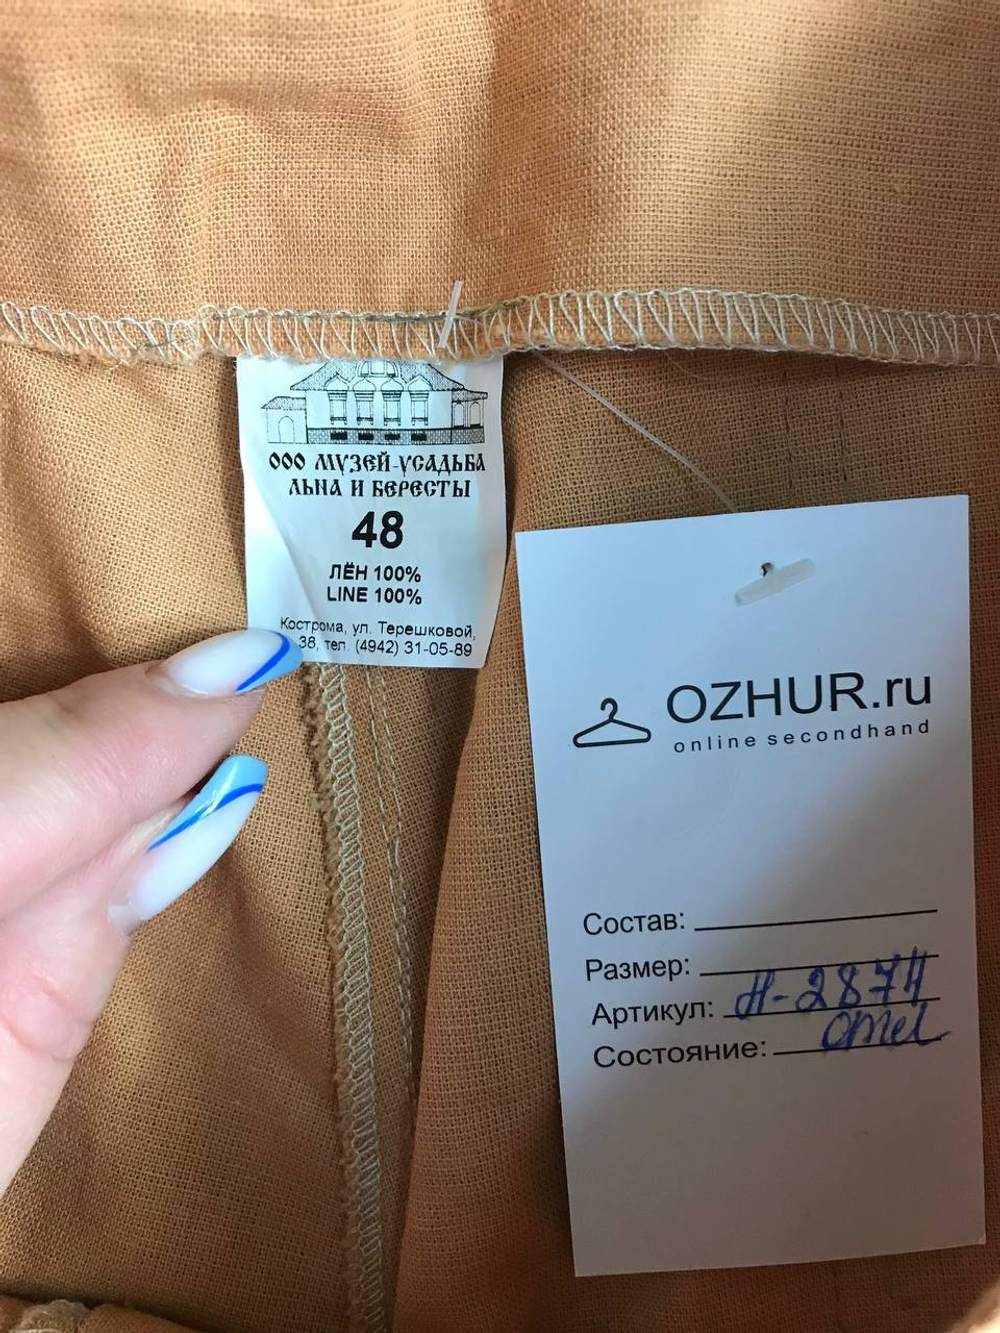 ООО МУЗЕЙ-УСАДЬБА
ЛЬНА И БЕРЕСТЫ
48
ЛЁН 100%
LINE 100%
Кострома, ул. Терешковой,
38, тел. (4942) 31-05-89
OZHUR.ru
online secondhand
Состав:
Размер:
Артикул: Н-2874
Состояние: